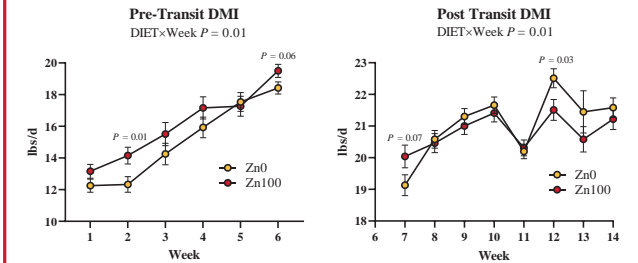 Pre-Transit DMI
DIET×Week P = 0.01
lbs/d
20
18
16
14
12
10
P = 0.01
P = 0.06
Zn0
Zn100
1 2 3 4 5 6
Week
Post Transit DMI
DIET×Week P = 0.01
lbs/d
23
22
21
20
19
18
P = 0.07
P = 0.03
Zn0
Zn100
6 7 8 9 10 11 12 13 14
Week